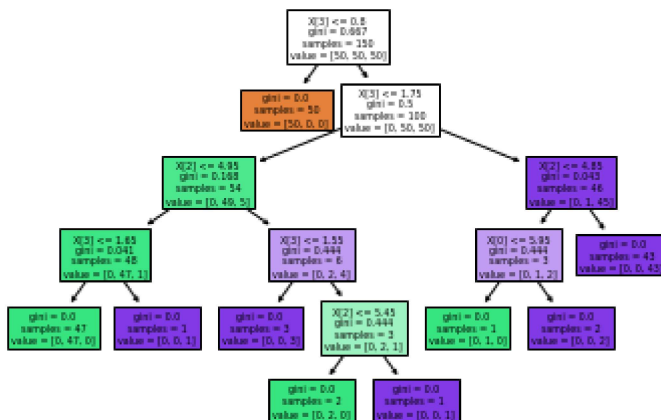 X[3] <= 0.8
gini = 0.667
samples = 150
value = [50, 50, 50]
gini = 0.0
samples = 50
value = [50, 0, 0]
X[3] <= 1.75
gini = 0.5
samples = 100
value = [0, 50, 50]
X[2] <= 4.95
gini = 0.168
samples = 54
value = [0, 49, 5]
X[2] <= 4.85
gini = 0.043
samples = 46
value = [0, 1, 45]
X[3] <= 1.65
gini = 0.041
samples = 48
value = [0, 47, 1]
X[3] <= 1.55
gini = 0.444
samples = 6
value = [0, 2, 4]
X[0] <= 5.95
gini = 0.444
samples = 3
value = [0, 1, 2]
gini = 0.0
samples = 43
value = [0, 0, 43]
gini = 0.0
samples = 47
value = [0, 47, 0]
gini = 0.0
samples = 1
value = [0, 0, 1]
gini = 0.0
samples = 3
value = [0, 0, 3]
X[2] <= 5.45
gini = 0.444
samples = 3
value = [0, 2, 1]
gini = 0.0
samples = 1
value = [0, 1, 0]
gini = 0.0
samples = 2
value = [0, 0, 2]
gini = 0.0
samples = 2
value = [0, 2, 0]
gini = 0.0
samples = 1
value = [0, 0, 1]